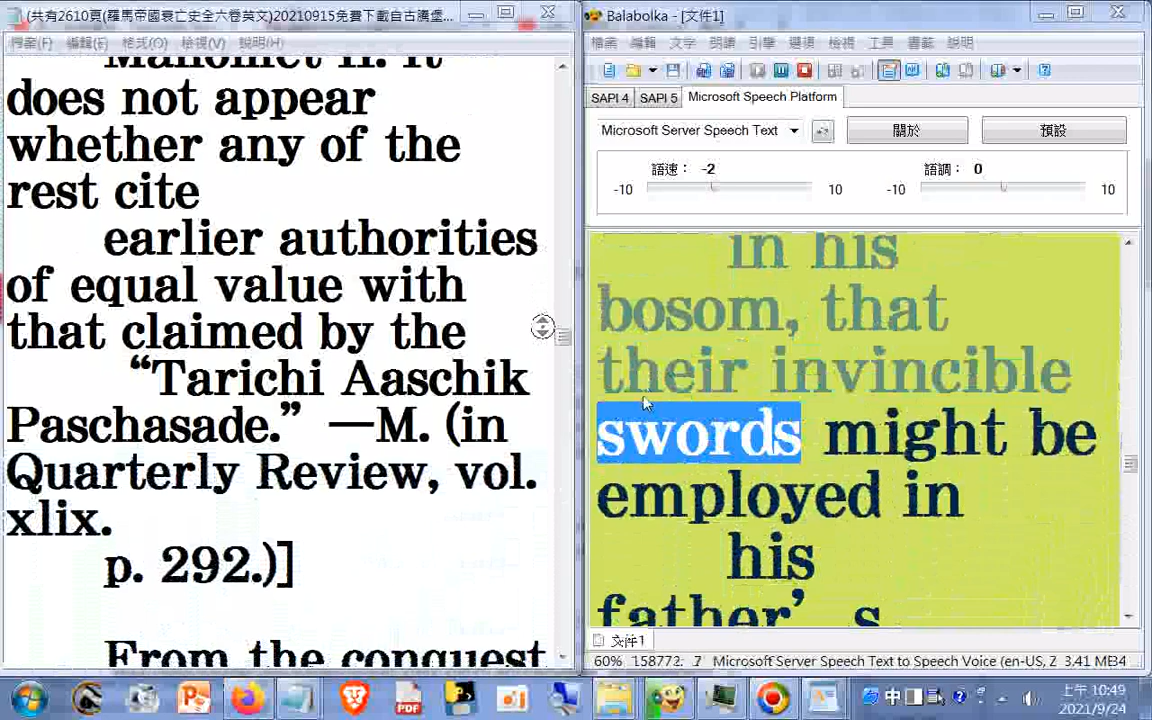 (共有2610頁(羅馬帝國衰亡史全六卷英文)20210915免費下載自古騰堡...
檔案(F) 編輯(E) 格式(O) 檢視(V) 說明(H)
Mahomet II. It
does not appear
whether any of the
rest cite
earlier authorities
of equal value with
that claimed by the
“Tarichi Aaschik
Paschasade.” —M. (in
Quarterly Review, vol.
xlix.
p. 292.)]
From the conquest
Balabolka - [文件1]
檔案 編輯 文字 朗讀 引擎 選項 檢視 工具 書籤 說明
SAPI 4 SAPI 5 Microsoft Speech Platform
Microsoft Server Speech Text 關於 預設
語速： -2 語調： 0
-10 10 -10 10
in his
bosom, that
their invincible
swords might be
employed in
his
father’ s
文件1
60% 158772: 7 Microsoft Server Speech Text to Speech Voice (en-US, Z 3.41 MB
中
上午 10:49
2021/9/24